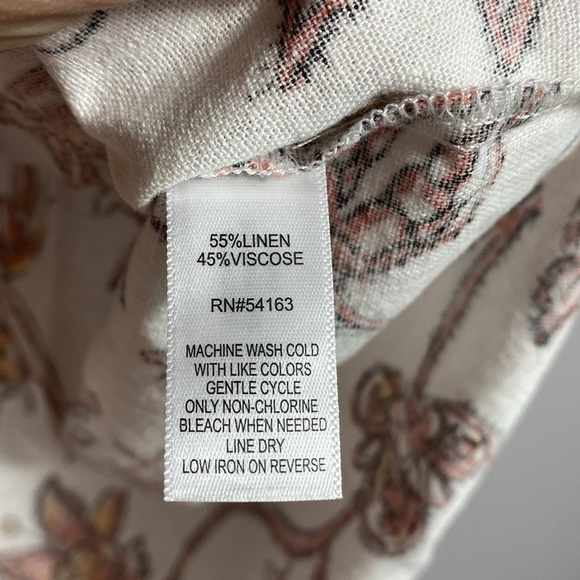 55%LINEN
45%VISCOSE
RN#54163
MACHINE WASH COLD
WITH LIKE COLORS
GENTLE CYCLE
ONLY NON-CHLORINE
BLEACH WHEN NEEDED
LINE DRY
LOW IRON ON REVERSE